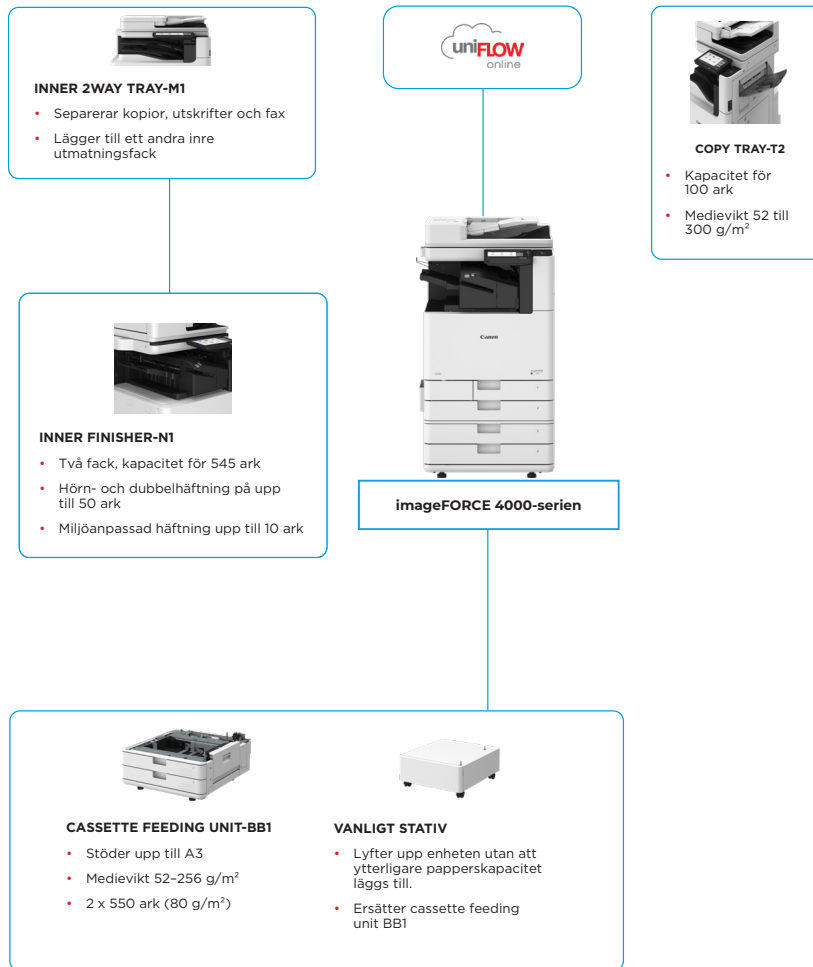 INNER 2WAY TRAY-M1
• Separerar kopior, utskrifter och fax
• Lägger till ett andra inre
utmatningsfack
uniFLOW
online
COPY TRAY-T2
• Kapacitet för
100 ark
• Medievikt 52 till
300 g/m²
INNER FINISHER-N1
• Två fack, kapacitet för 545 ark
• Hörn- och dubbelhäftning på upp
till 50 ark
• Miljöanpassad häftning upp till 10 ark
Canon
imageFORCE 4000-serien
CASSETTE FEEDING UNIT-BB1
• Stöder upp till A3
• Medievikt 52–256 g/m²
• 2 x 550 ark (80 g/m²)
VANLIGT STATIV
• Lyfter upp enheten utan att
ytterligare papperskapacitet
läggs till.
• Ersätter cassette feeding
unit BB1